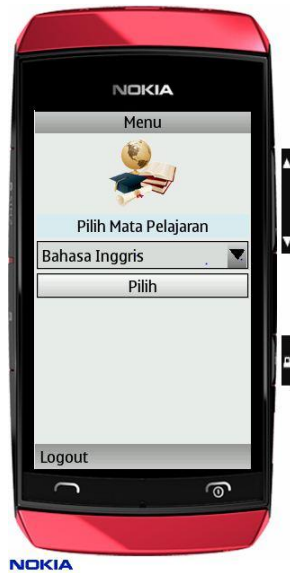 NOKIA
Menu
Pilih Mata Pelajaran
Bahasa Inggris
Pilih
Logout
NOKIA